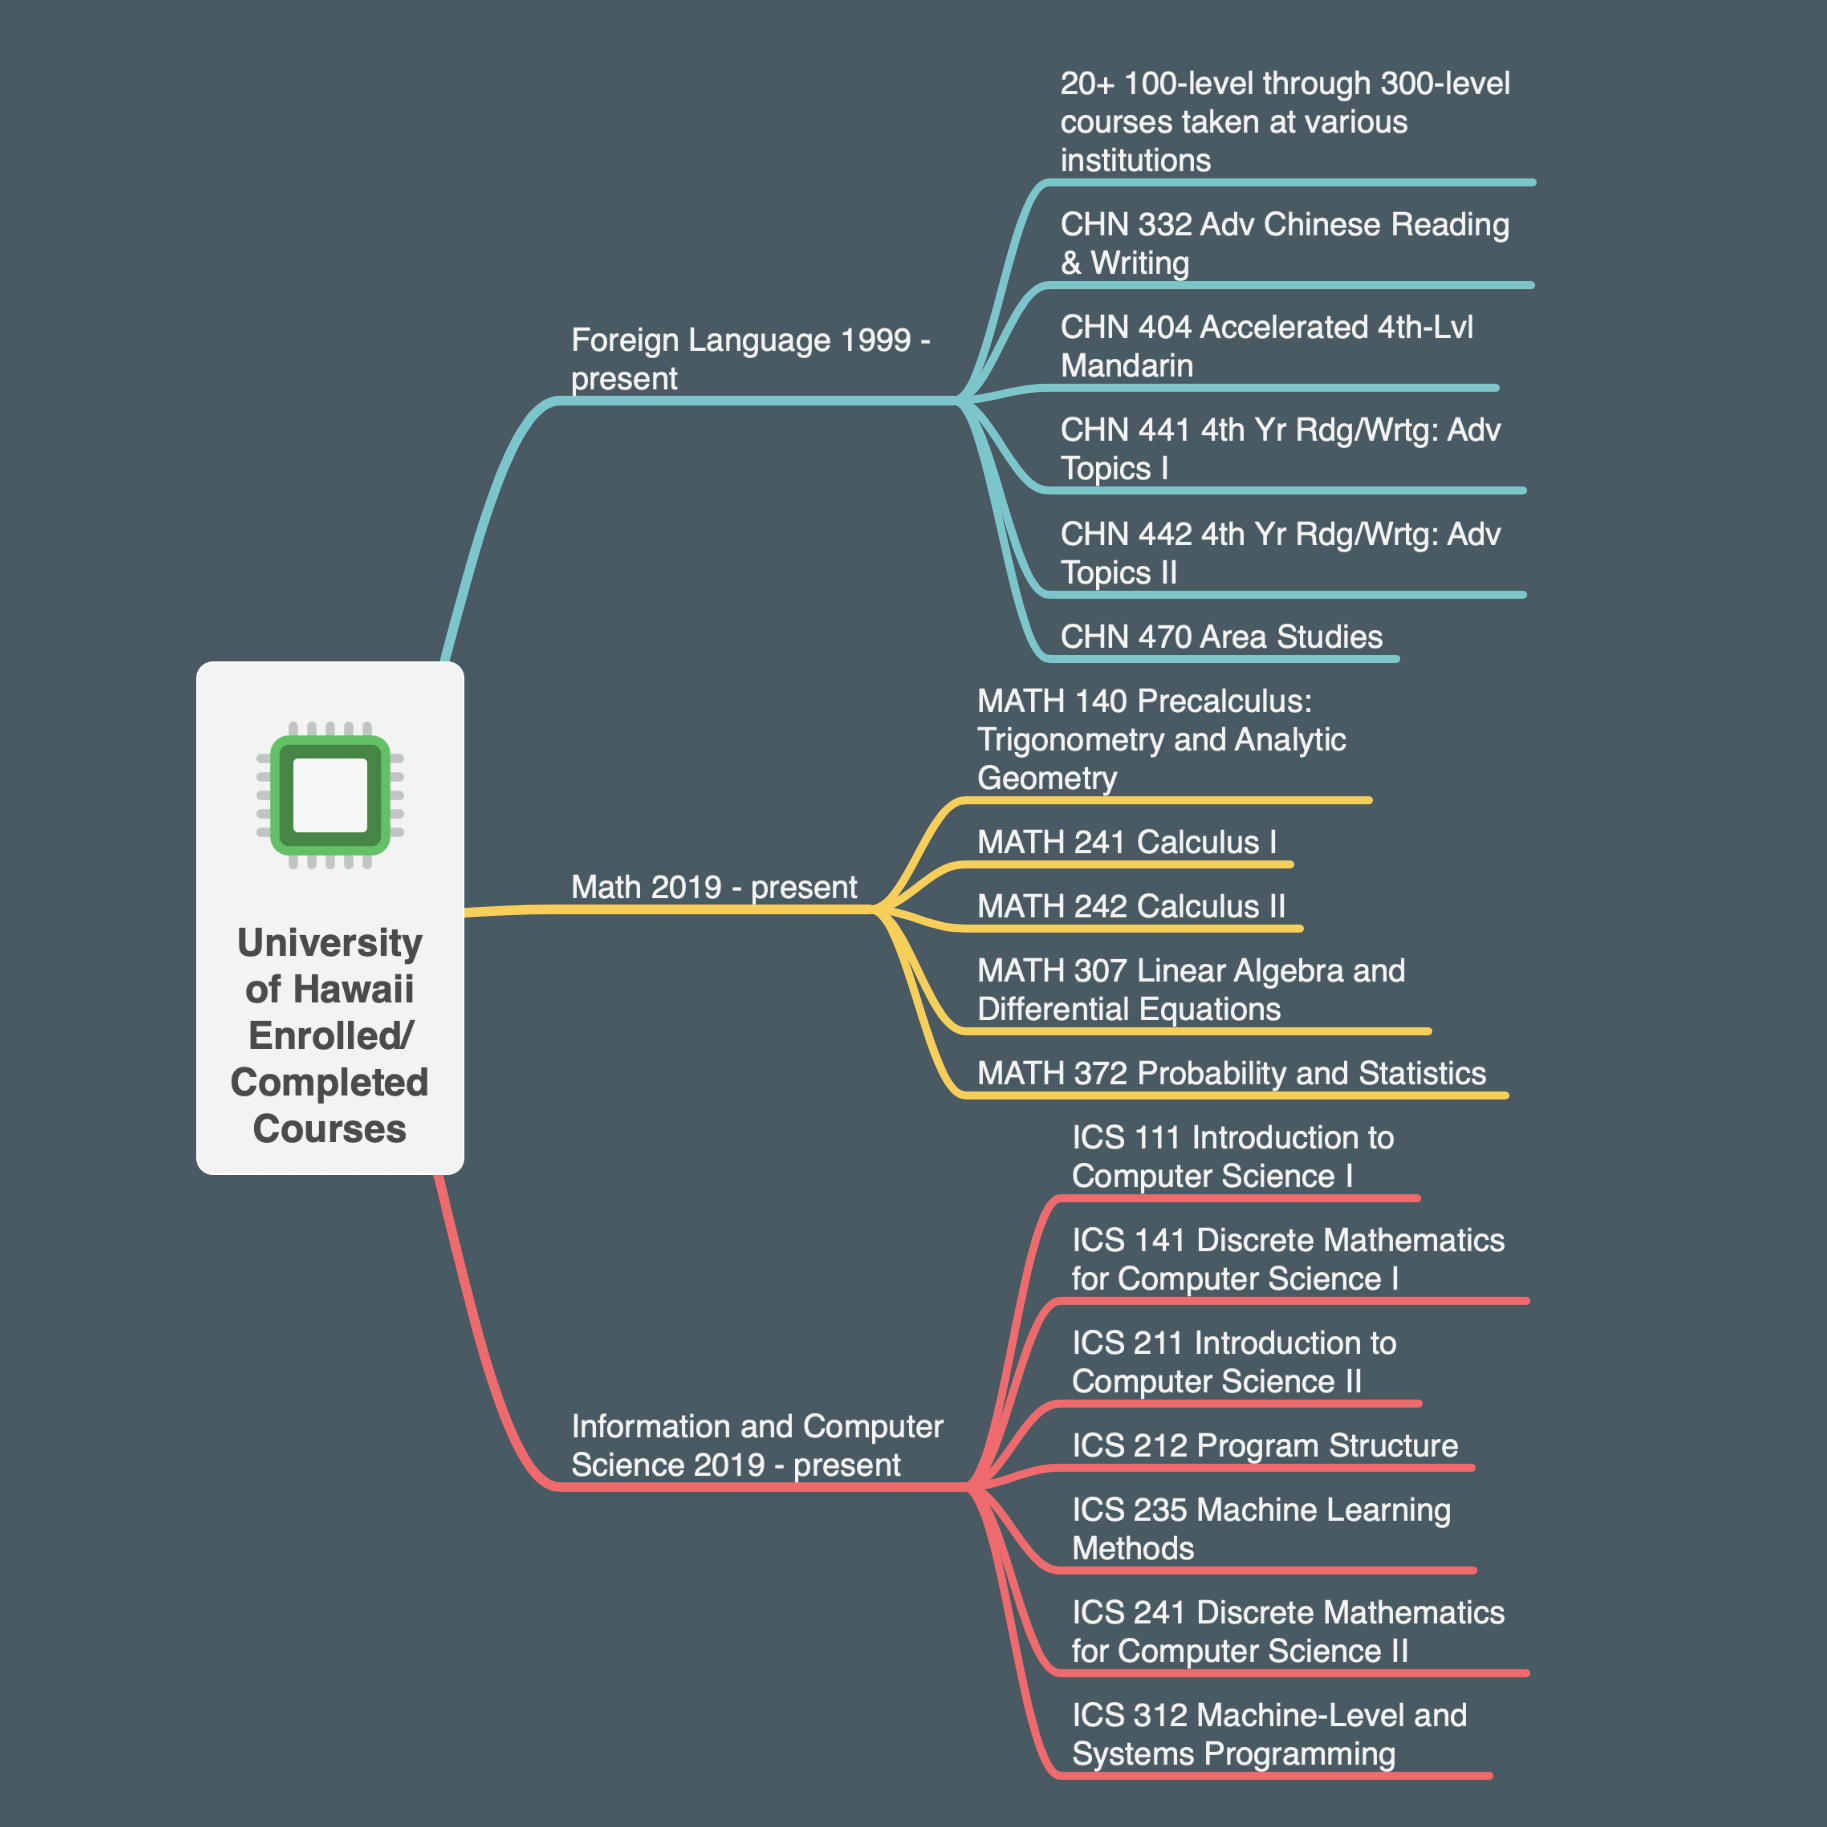 University
of Hawaii
Enrolled/
Completed
Courses
Foreign Language 1999 -
present
20+ 100-level through 300-level
courses taken at various
institutions
CHN 332 Adv Chinese Reading
& Writing
CHN 404 Accelerated 4th-Lvl
Mandarin
CHN 441 4th Yr Rdg/Wrtg: Adv
Topics I
CHN 442 4th Yr Rdg/Wrtg: Adv
Topics II
CHN 470 Area Studies
Math 2019 - present
MATH 140 Precalculus:
Trigonometry and Analytic
Geometry
MATH 241 Calculus I
MATH 242 Calculus II
MATH 307 Linear Algebra and
Differential Equations
MATH 372 Probability and Statistics
Information and Computer
Science 2019 - present
ICS 111 Introduction to
Computer Science I
ICS 141 Discrete Mathematics
for Computer Science I
ICS 211 Introduction to
Computer Science II
ICS 212 Program Structure
ICS 235 Machine Learning
Methods
ICS 241 Discrete Mathematics
for Computer Science II
ICS 312 Machine-Level and
Systems Programming